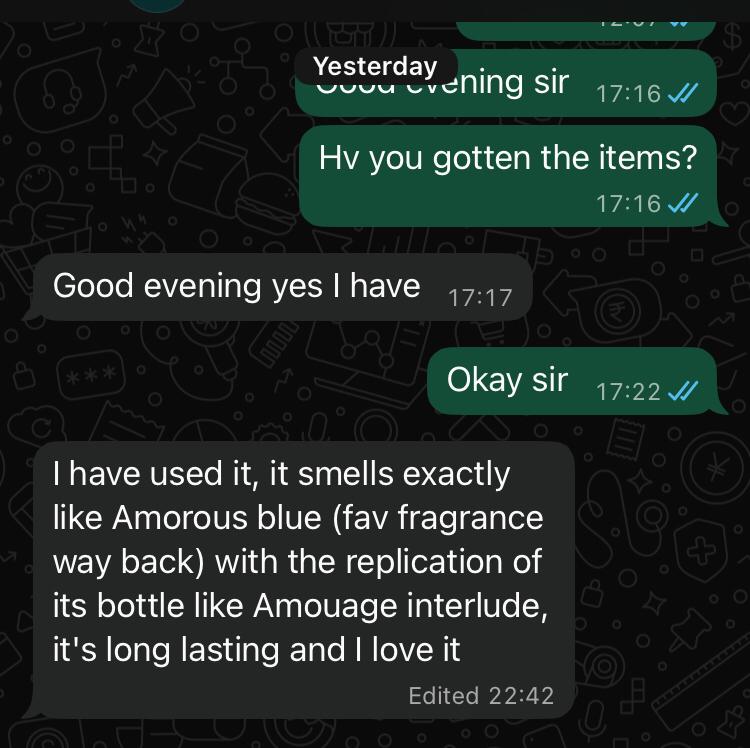 Yesterday
evening sir 17:16
Hv you gotten the items?
17:16
Good evening yes I have 17:17
Okay sir 17:22
I have used it, it smells exactly
like Amorous blue (fav fragrance
way back) with the replication of
its bottle like Amouage interlude,
it's long lasting and I love it
Edited 22:42